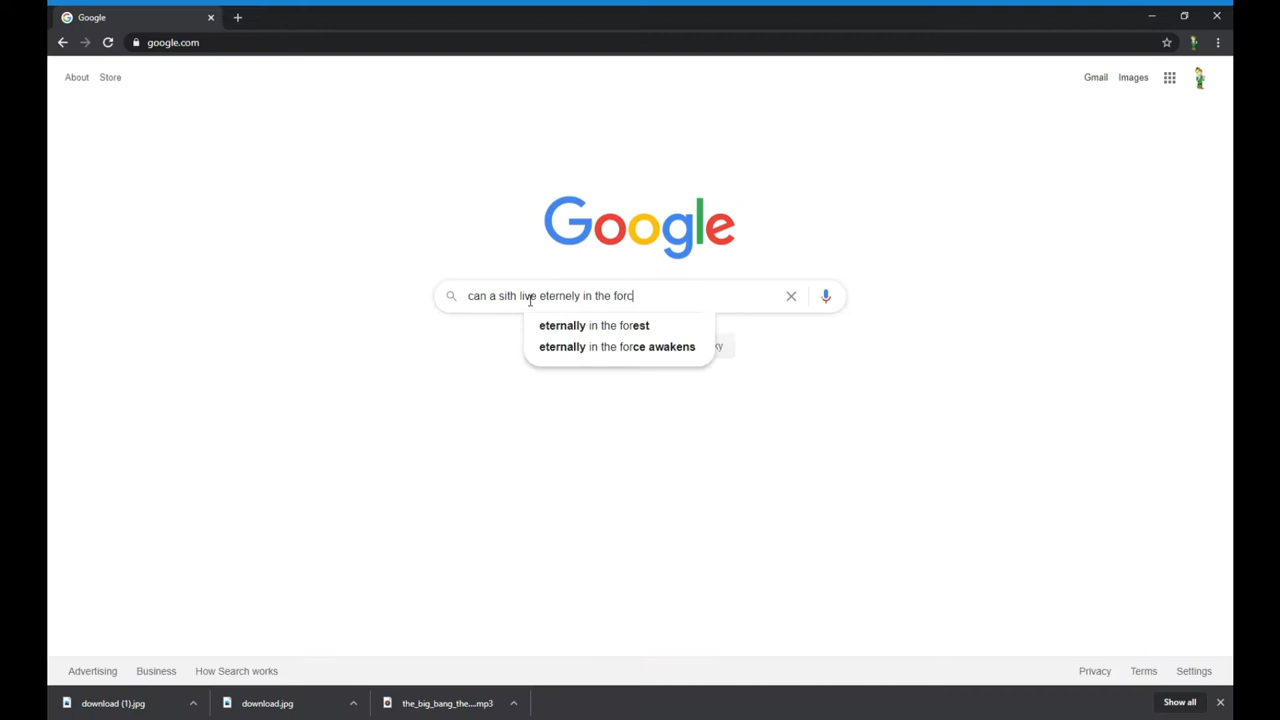 Google
google.com
About Store
Gmail Images
Google
can a sith live eternely in the forc
eternally in the forest
eternally in the force awakens
ky
Advertising Business How Search works
Privacy Terms Settings
download (1).jpg
download.jpg
the_big_bang_the....mp3
Show all